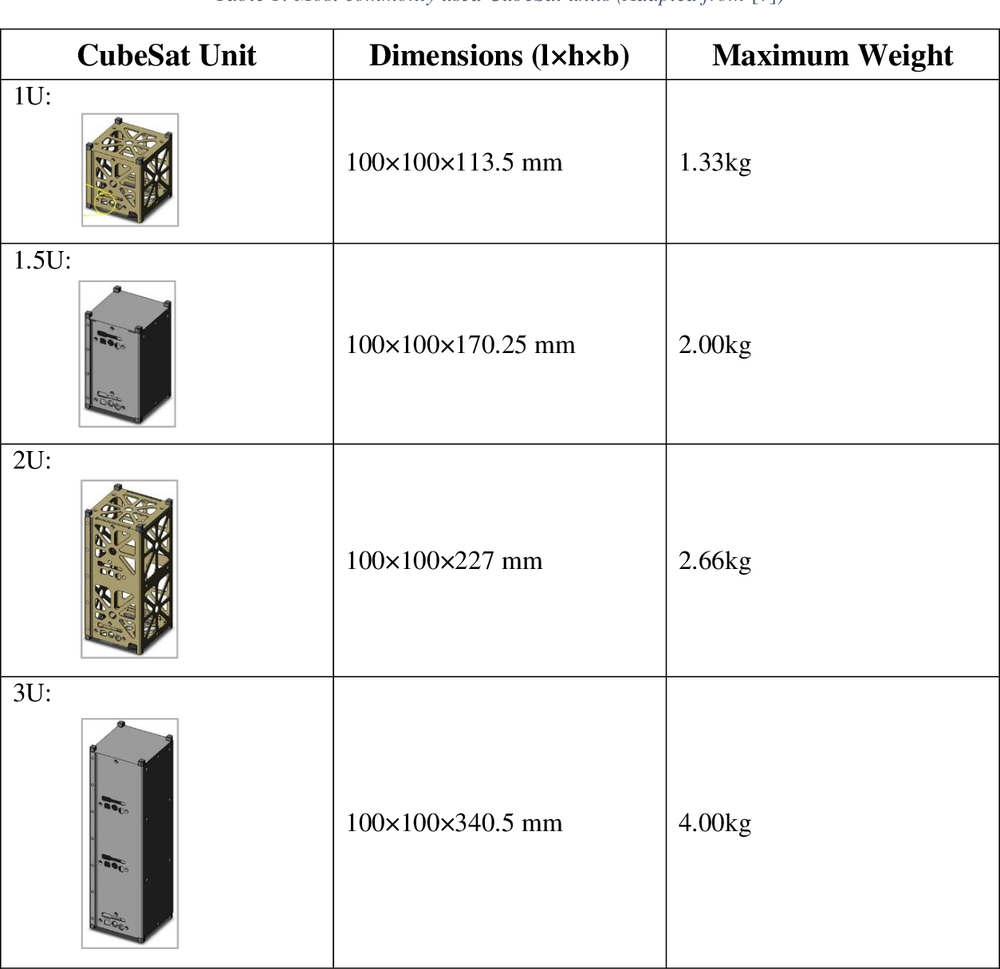 CubeSat Unit Dimensions (l×h×b) Maximum Weight
1U:
100×100×113.5 mm 1.33kg
1.5U:
100×100×170.25 mm 2.00kg
2U:
100×100×227 mm 2.66kg
3U:
100×100×340.5 mm 4.00kg